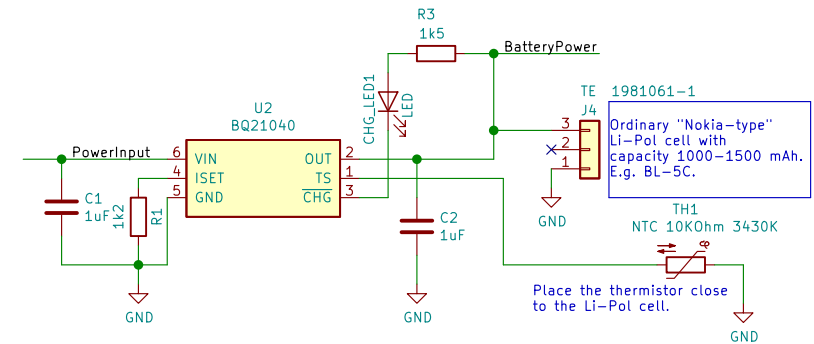 R3
1k5
BatteryPower
CHG_LED1
LED
TE 1981061-1
J4
U2
BQ21040
Ordinary "Nokia-type"
Li-Pol cell with
capacity 1000-1500 mAh.
E.g. BL-5C.
3
2
1
GND
PowerInput
6 VIN
4 ISET
5 GND
OUT 2
TS 1
CHG 3
C1
1uF
1k2
R1
GND
C2
1uF
GND
TH1
NTC 10KOhm 3430K
Place the thermistor close
to the Li-Pol cell.
GND